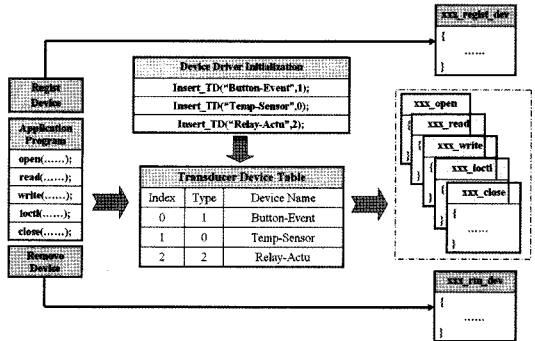 xxx_regist_dev
{
......
}
Regist
Device
Device Driver Initialization
Insert_TD("Button-Event",1);
Insert_TD("Temp-Sensor",0);
Insert_TD("Relay-Actu",2);
Application
Program
open(......);
read(......);
write(......);
ioctl(......);
close(......);
Remove
Device
Transducer Device Table
Index Type Device Name
0 1 Button-Event
1 0 Temp-Sensor
2 2 Relay-Actu
xxx_open
{
xxx_read
{
xxx_write
{
xxx_ioctl
{
xxx_close
{
......
}
xxx_rm_dev
{
......
}